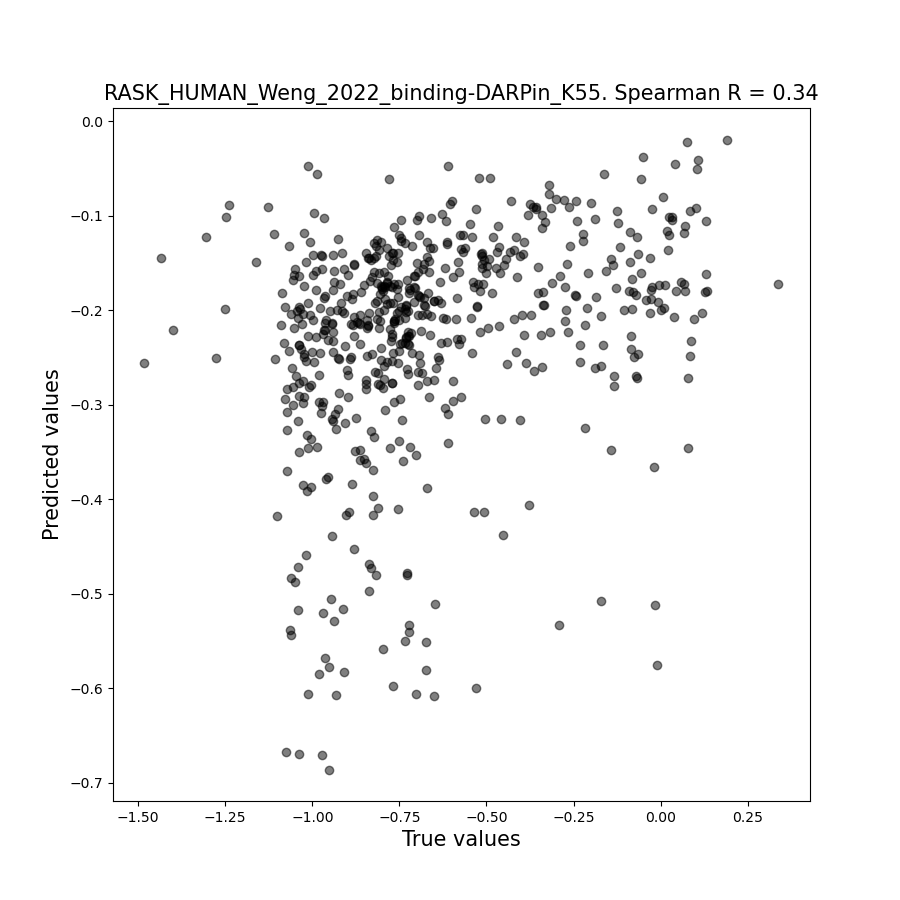 RASK_HUMAN_Weng_2022_binding-DARPin_K55. Spearman R = 0.34
0.0
−0.1
−0.2
−0.3
−0.4
−0.5
−0.6
−0.7
Predicted values
−1.50 −1.25 −1.00 −0.75 −0.50 −0.25 0.00 0.25
True values